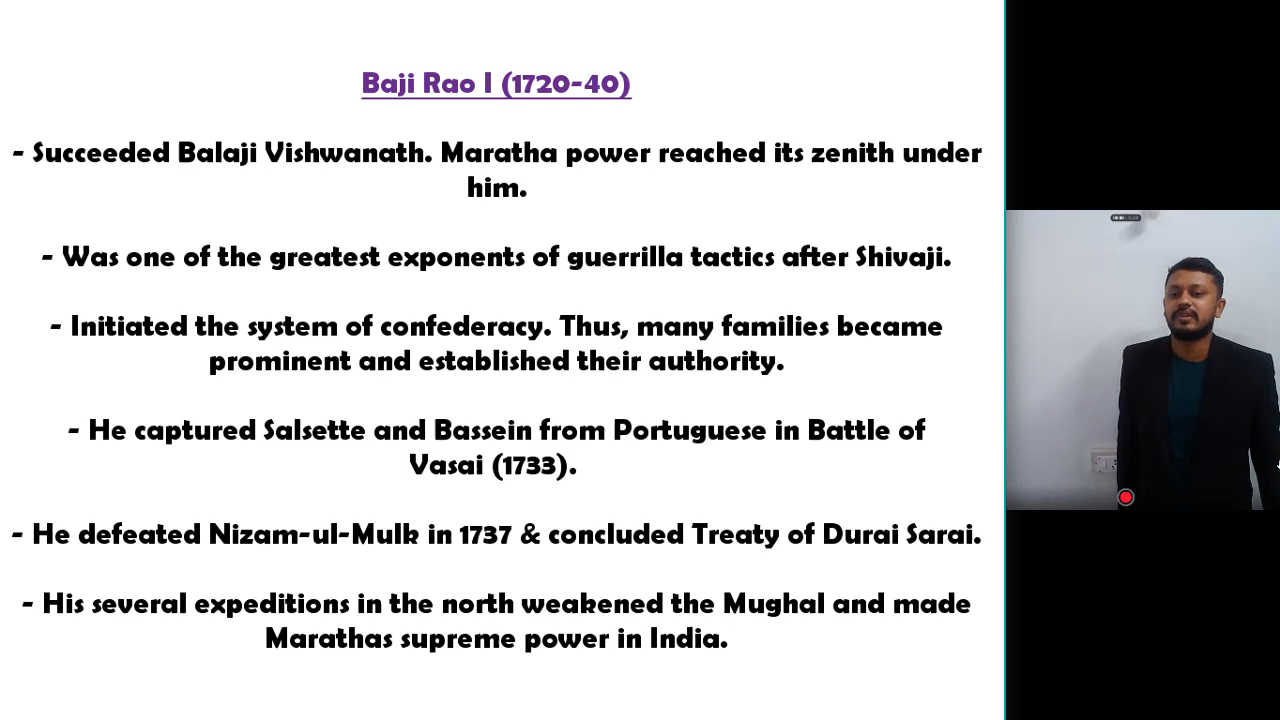 Baji Rao I (1720-40)
- Succeeded Balaji Vishwanath. Maratha power reached its zenith under
him.
- Was one of the greatest exponents of guerrilla tactics after Shivaji.
- Initiated the system of confederacy. Thus, many families became
prominent and established their authority.
- He captured Salsette and Bassein from Portuguese in Battle of
Vasai (1733).
- He defeated Nizam-ul-Mulk in 1737 & concluded Treaty of Durai Sarai.
- His several expeditions in the north weakened the Mughal and made
Marathas supreme power in India.